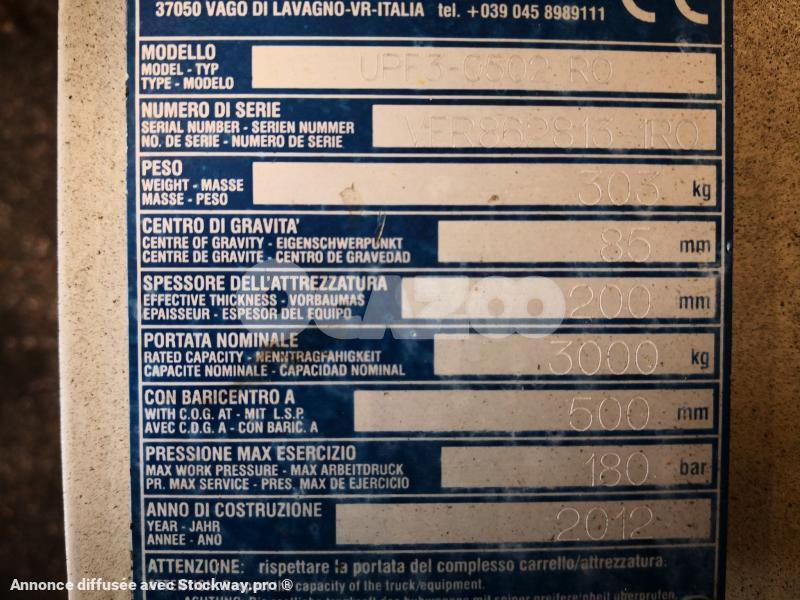 37050 VAGO DI LAVAGNO-VR-ITALIA tel. +039 045 8989111
CE
MODELLO
MODEL - TYP
TYPE - MODELO
UPF3-C502 RQ
NUMERO DI SERIE
SERIAL NUMBER - SERIEN NUMMER
NO. DE SERIE - NUMERO DE SERIE
PESO
WEIGHT - MASSE
MASSE - PESO
303 kg
CENTRO DI GRAVITA'
CENTRE OF GRAVITY - EIGENSCHWERPUNKT
CENTRE DE GRAVITE - CENTRO DE GRAVEDAD
85 mm
SPESSORE DELL'ATTREZZATURA
EFFECTIVE THICKNESS - VORBAUMAS
EPAISSEUR - ESPESOR DEL EQUIPO
200 mm
PORTATA NOMINALE
RATED CAPACITY - NENNTRAGFAHIGKEIT
CAPACITE NOMINALE - CAPACIDAD NOMINAL
3000 kg
CON BARICENTRO A
WITH C.O.G. AT - MIT L.S.P.
AVEC C.D.G. A - CON BARIC. A
500 mm
PRESSIONE MAX ESERCIZIO
MAX WORK PRESSURE - MAX ARBEITDRUCK
PR. MAX SERVICE - PRES. MAX DE EJERCICIO
180 bar
ANNO DI COSTRUZIONE
YEAR - JAHR
ANNEE - ANO
2012
ATTENZIONE: rispettare la portata del complesso carrello/attrezzatura.
capacity of the truck/equipment.
Annonce diffusée avec Stockway.pro ®